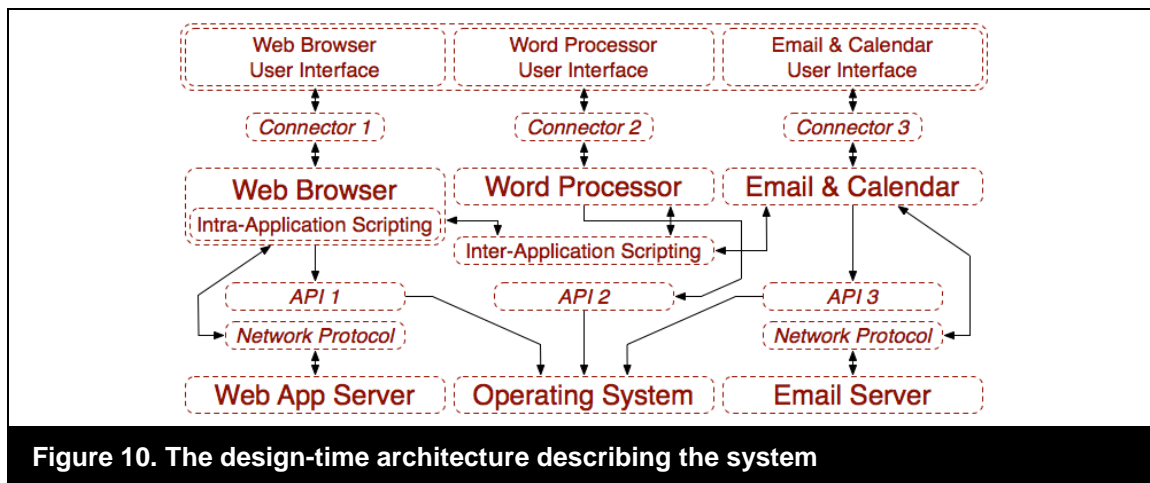 Web Browser
User Interface
Word Processor
User Interface
Email & Calendar
User Interface
Connector 1
Connector 2
Connector 3
Web Browser
Intra-Application Scripting
Word Processor
Email & Calendar
Inter-Application Scripting
API 1
API 2
API 3
Network Protocol
Network Protocol
Web App Server
Operating System
Email Server
Figure 10. The design-time architecture describing the system